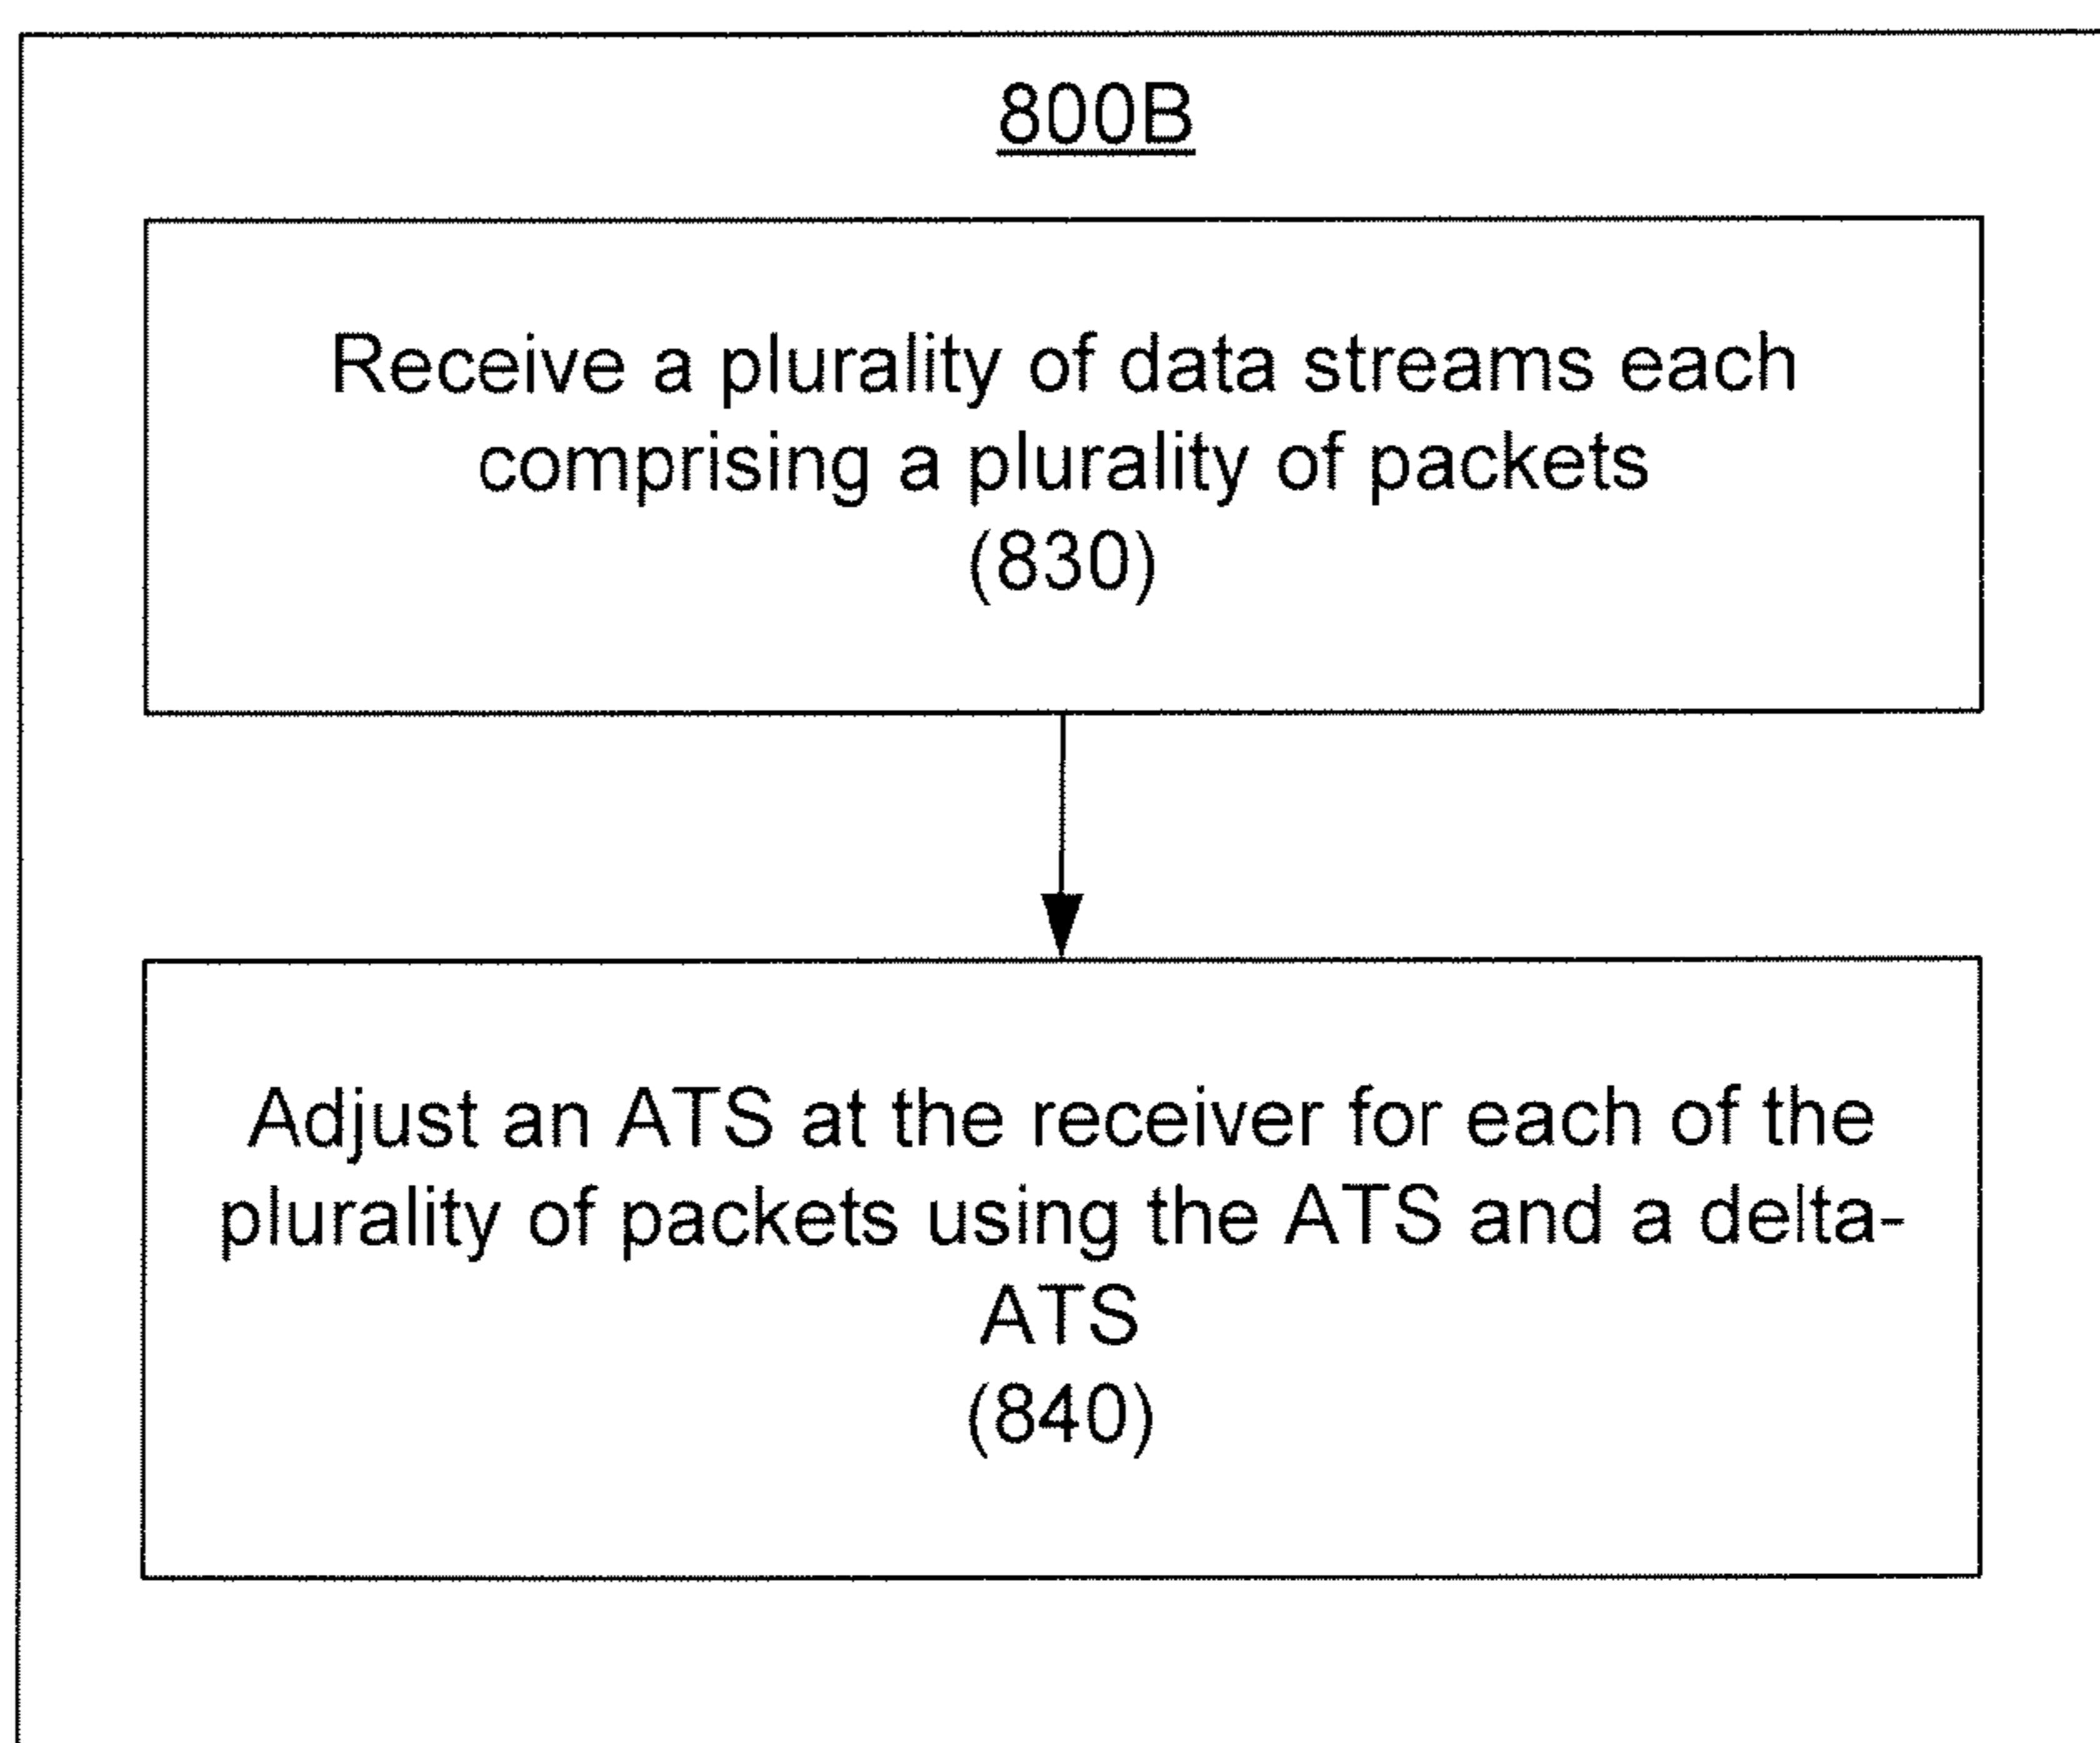 800B
Receive a plurality of data streams each
comprising a plurality of packets
(830)
Adjust an ATS at the receiver for each of the
plurality of packets using the ATS and a delta-
ATS
(840)